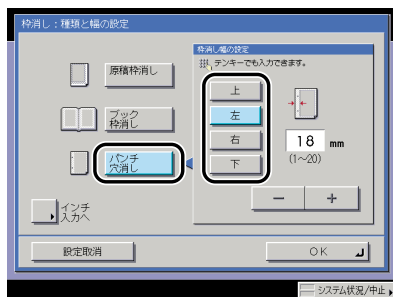 枠消し：種類と幅の設定
原稿枠消し
ブック
枠消し
パンチ
穴消し
インチ
入力へ
枠消し幅の設定
テンキーでも入力できます。
上
左
右
下
18 mm
(1～20)
－ ＋
設定取消
OK
システム状況/中止